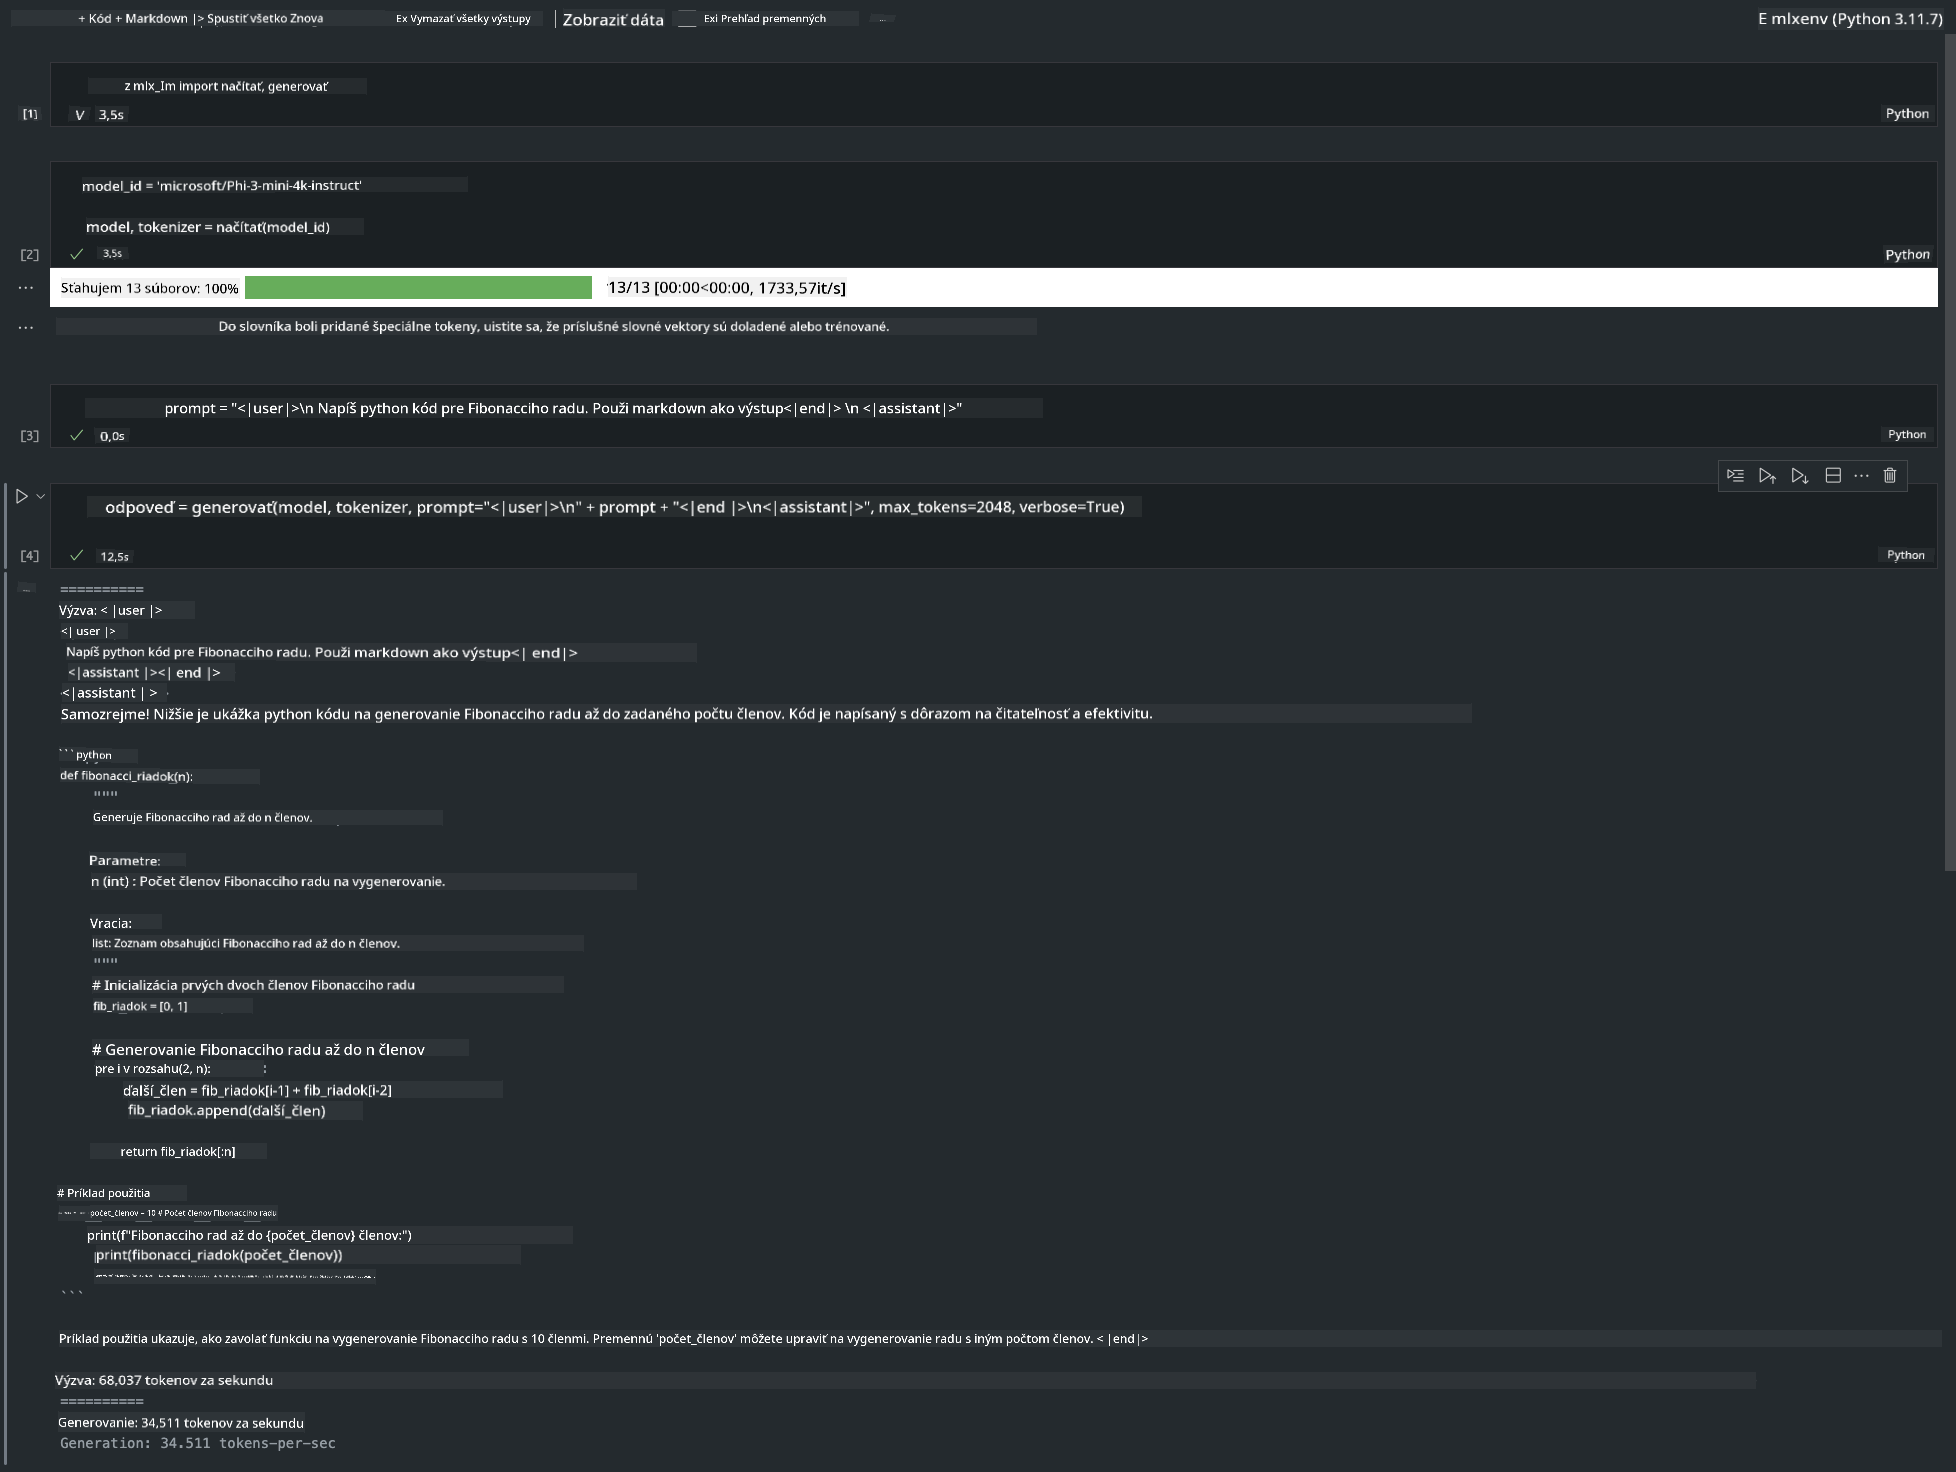 + Kód + Markdown |> Spustiť všetko Znova Ex Vymazať všetky výstupy Zobraziť dáta Exi Prehľad premenných ...
E mlxenv (Python 3.11.7)
z mlx_Im import načítať, generovať
[1] V 3,5s Python
model_id = 'microsoft/Phi-3-mini-4k-instruct'
model, tokenizer = načítať(model_id)
[2] ✓ 3,5s Python
... Sťahujem 13 súborov: 100% 13/13 [00:00<00:00, 1733,57it/s]
... Do slovníka boli pridané špeciálne tokeny, uistite sa, že príslušné slovné vektory sú doladené alebo trénované.
prompt = "<|user|>\n Napíš python kód pre Fibonacciho radu. Použi markdown ako výstup<|end|> \n <|assistant|>"
[3] ✓ 0,0s Python
odpoveď = generovať(model, tokenizer, prompt="<|user|>\n" + prompt + "<|end |>\n<|assistant|>", max_tokens=2048, verbose=True)
[4] ✓ 12,5s Python
... ==========
Výzva: < |user |>
<| user |>
Napíš python kód pre Fibonacciho radu. Použi markdown ako výstup<| end|>
<|assistant |><| end |>
<|assistant | >
Samozrejme! Nižšie je ukážka python kódu na generovanie Fibonacciho radu až do zadaného počtu členov. Kód je napísaný s dôrazom na čitateľnosť a efektivitu.
```python
def fibonacci_riadok(n):
"""
Generuje Fibonacciho rad až do n členov.
Parametre:
n (int) : Počet členov Fibonacciho radu na vygenerovanie.
Vracia:
list: Zoznam obsahujúci Fibonacciho rad až do n členov.
"""
# Inicializácia prvých dvoch členov Fibonacciho radu
fib_riadok = [0, 1]
# Generovanie Fibonacciho radu až do n členov
pre i v rozsahu(2, n): :
ďalší_člen = fib_riadok[i-1] + fib_riadok[i-2]
fib_riadok.append(ďalší_člen)
return fib_riadok[:n]
# Príklad použitia
počet_členov = 10 # Počet členov Fibonacciho radu
print(f"Fibonacciho rad až do {počet_členov} členov:")
print(fibonacci_riadok(počet_členov))
```
Príklad použitia ukazuje, ako zavolať funkciu na vygenerovanie Fibonacciho radu s 10 členmi. Premennú 'počet_členov' môžete upraviť na vygenerovanie radu s iným počtom členov. < |end|>
Výzva: 68,037 tokenov za sekundu
==========
Generovanie: 34,511 tokenov za sekundu
Generation: 34.511 tokens-per-sec